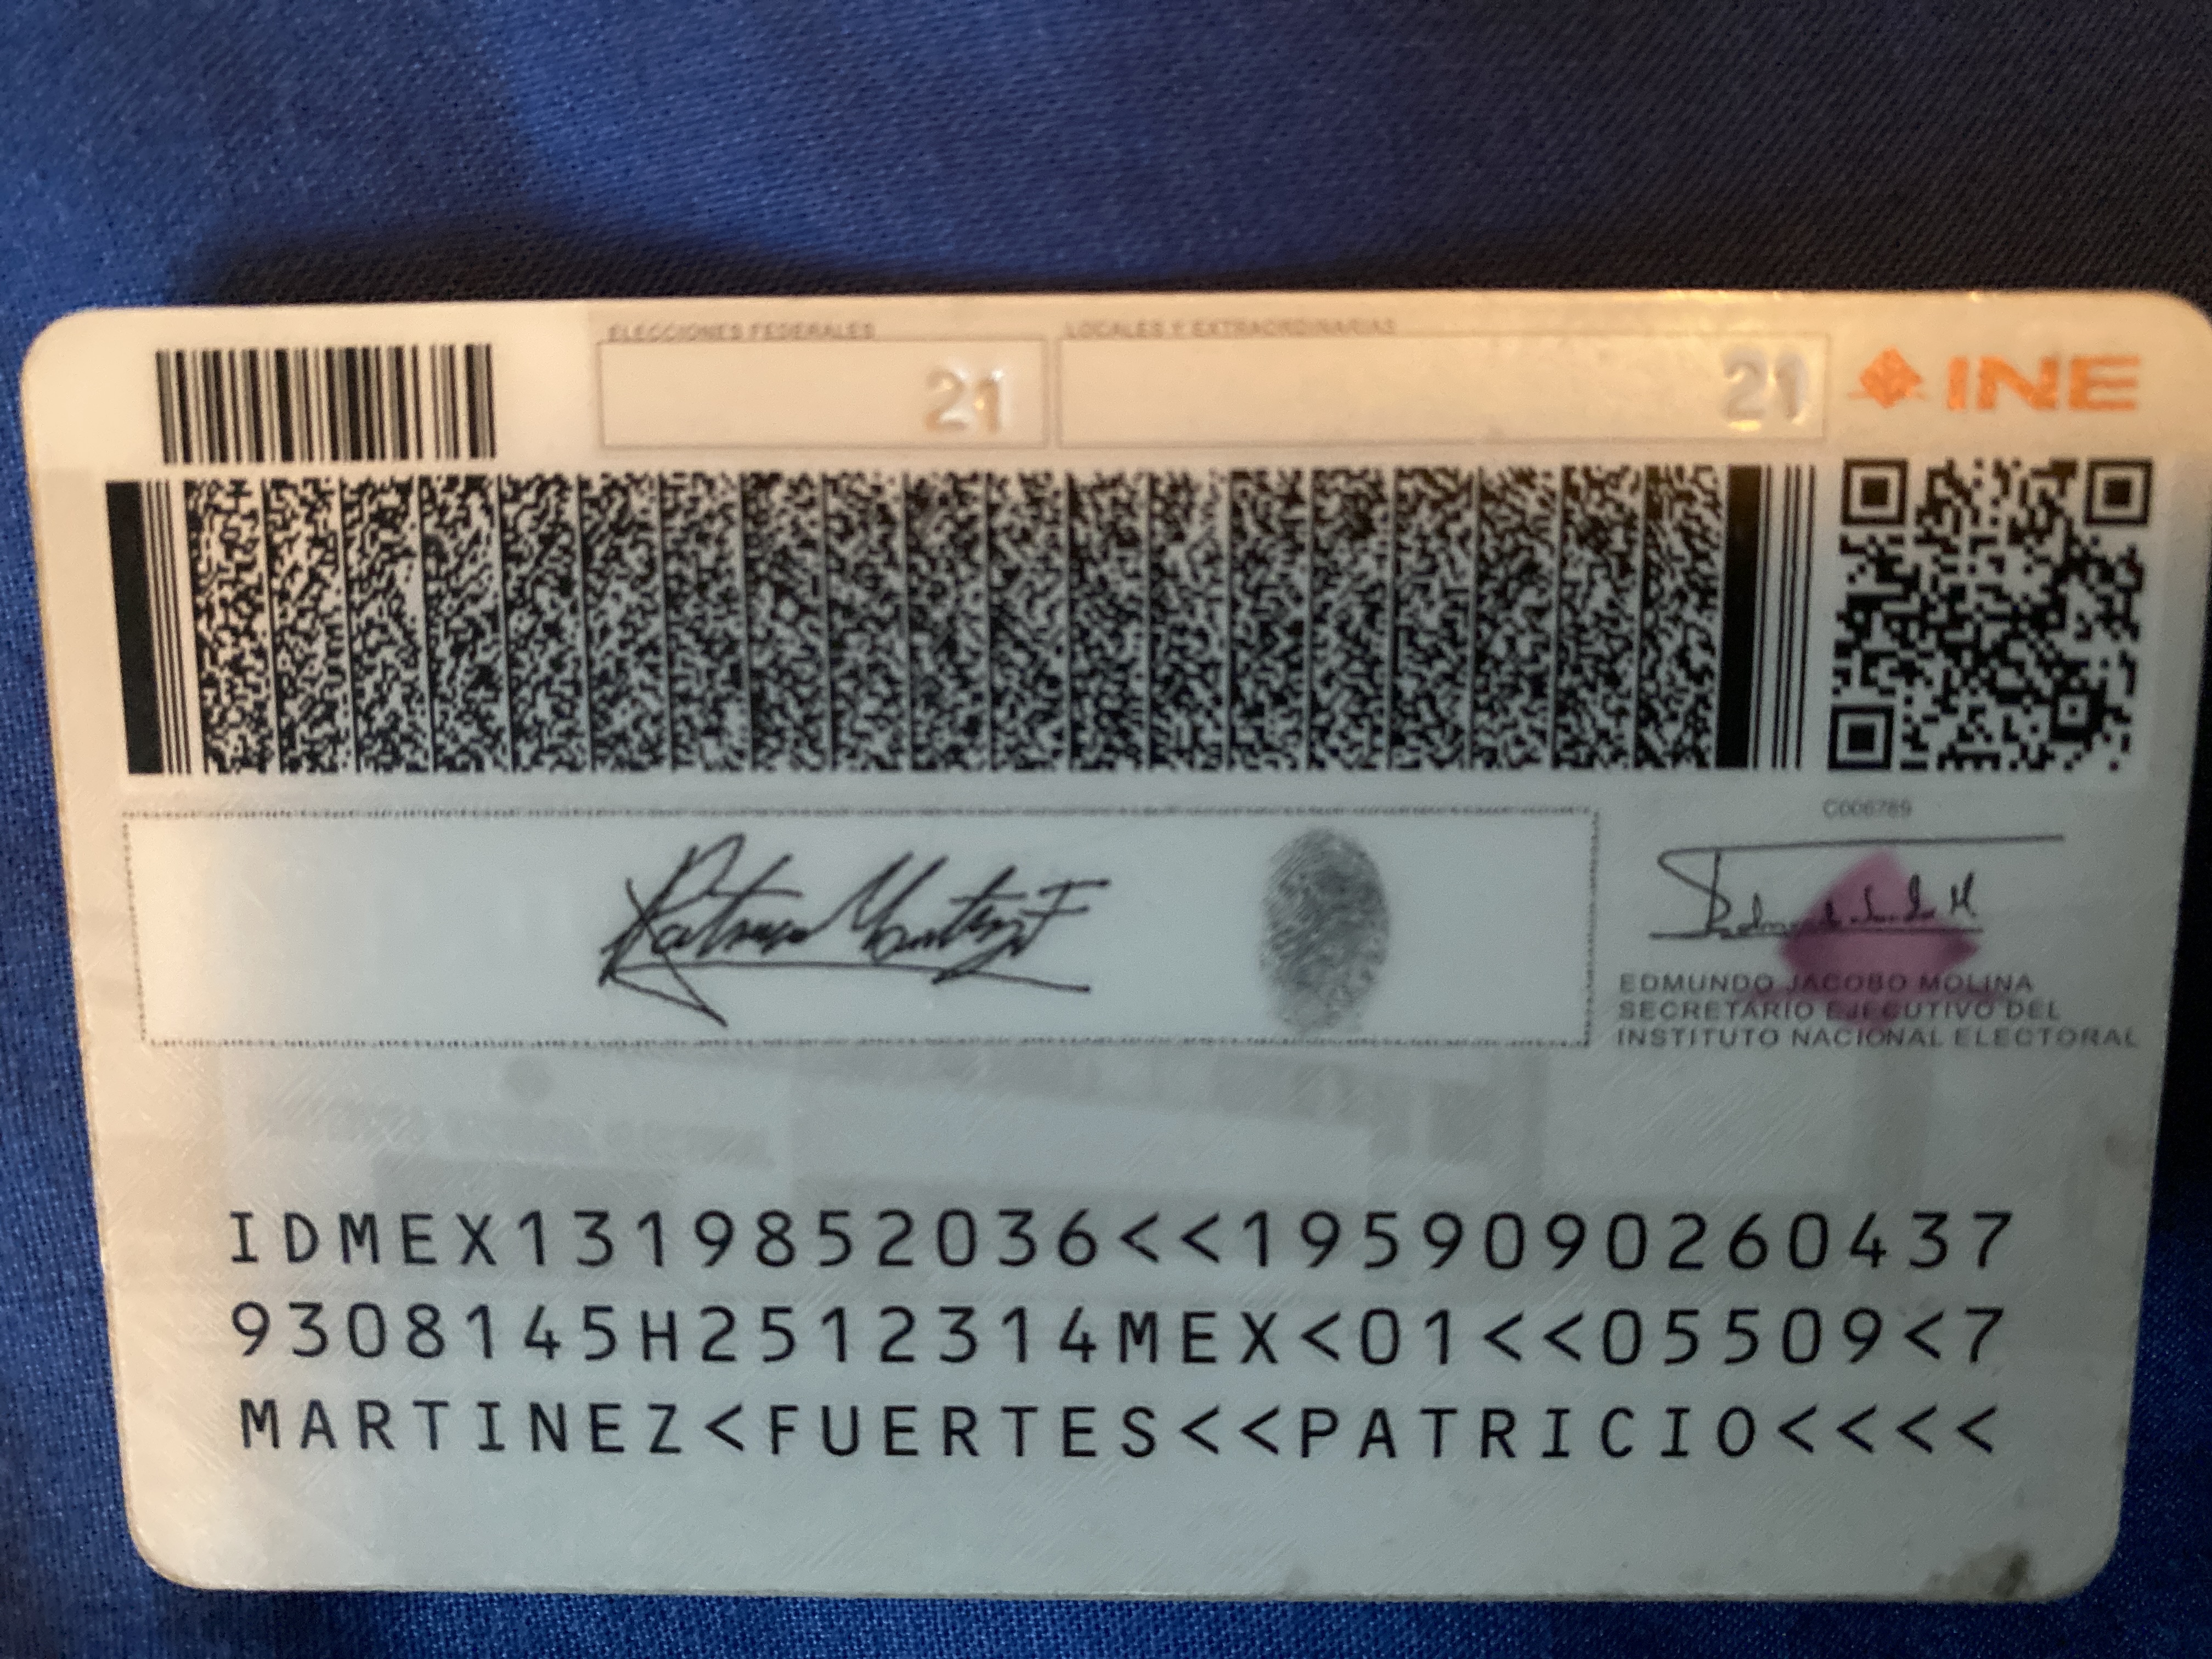 ELECCIONES FEDERALES
LOCALES Y EXTRAORDINARIAS
21
21
INE
C006789
EDMUNDO JACOBO MOLINA
SECRETARIO EJECUTIVO DEL
INSTITUTO NACIONAL ELECTORAL
IDMEX1319852036<<1959090260437
9308145H2512314MEX<01<<05509<7
MARTINEZ<FUERTES<<PATRICIO<<<<